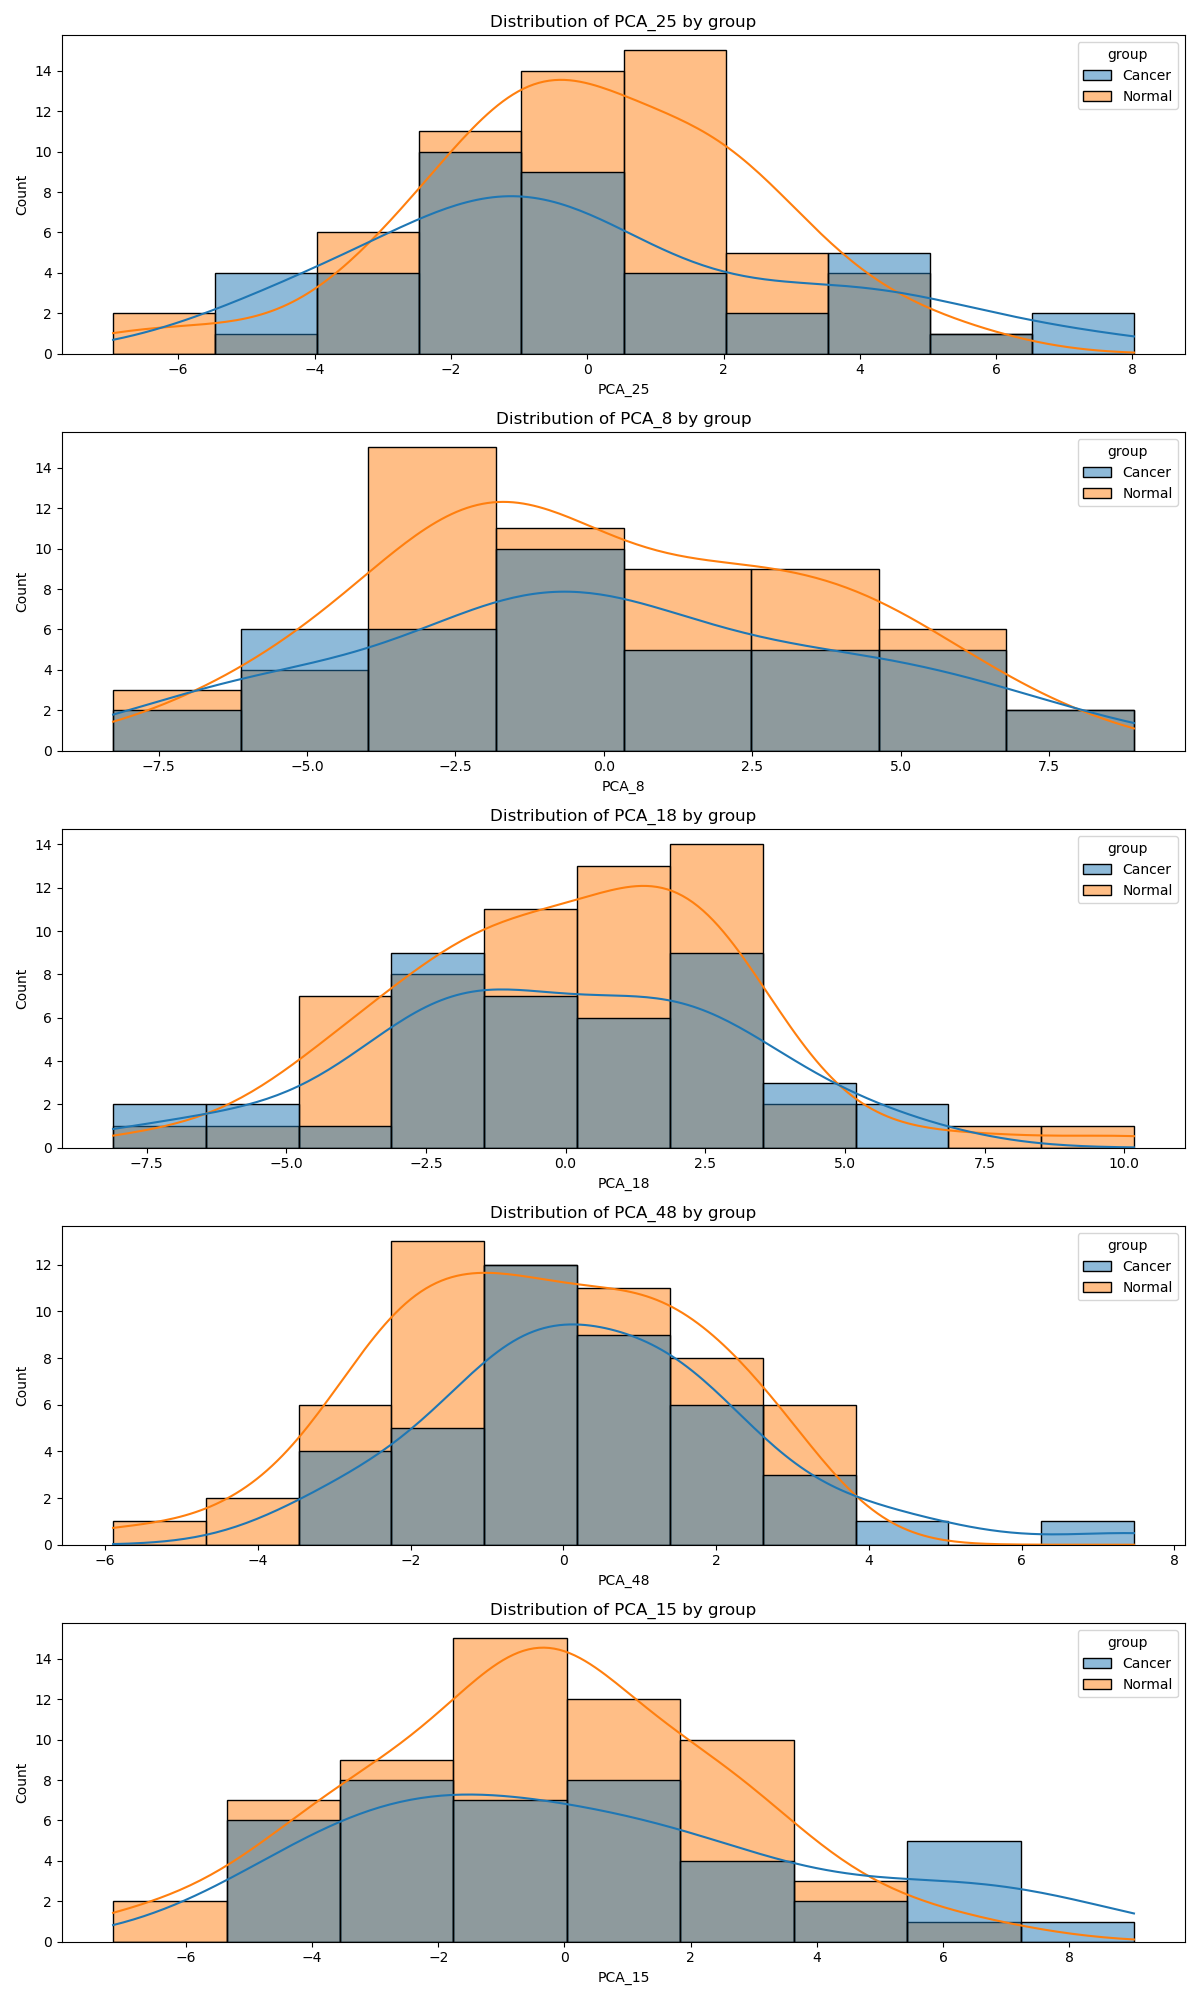 Distribution of PCA_25 by group
group
Cancer
Normal
14
12
10
8
6
4
2
0
Count
−6 −4 −2 0 2 4 6 8
PCA_25
Distribution of PCA_8 by group
group
Cancer
Normal
14
12
10
8
6
4
2
0
Count
−7.5 −5.0 −2.5 0.0 2.5 5.0 7.5
PCA_8
Distribution of PCA_18 by group
group
Cancer
Normal
14
12
10
8
6
4
2
0
Count
−7.5 −5.0 −2.5 0.0 2.5 5.0 7.5 10.0
PCA_18
Distribution of PCA_48 by group
group
Cancer
Normal
12
10
8
6
4
2
0
Count
−6 −4 −2 0 2 4 6 8
PCA_48
Distribution of PCA_15 by group
group
Cancer
Normal
14
12
10
8
6
4
2
0
Count
−6 −4 −2 0 2 4 6 8
PCA_15